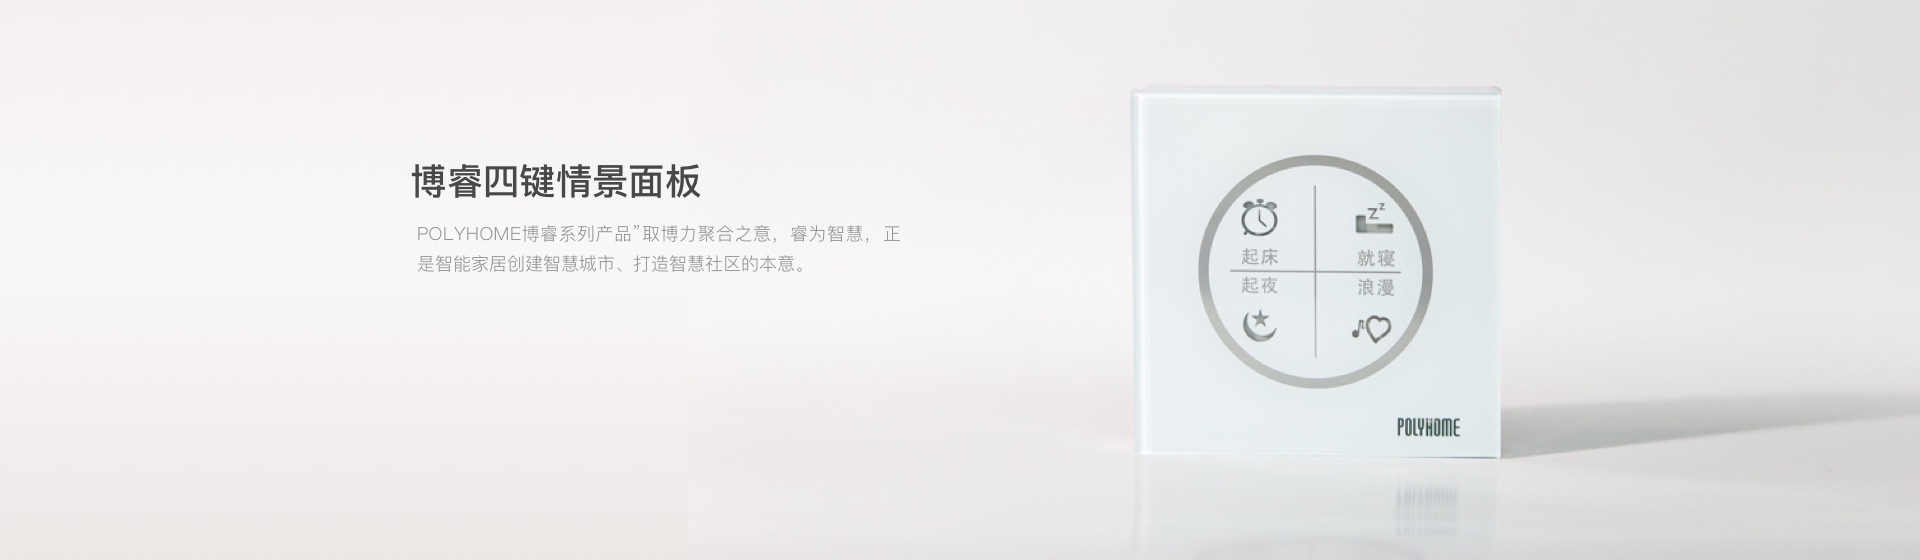 博睿四键情景面板
POLYHOME博睿系列产品”取博力聚合之意，睿为智慧，正
是智能家居创建智慧城市、打造智慧社区的本意。
zz
起床
就寝
起夜
浪漫
POLYHOME